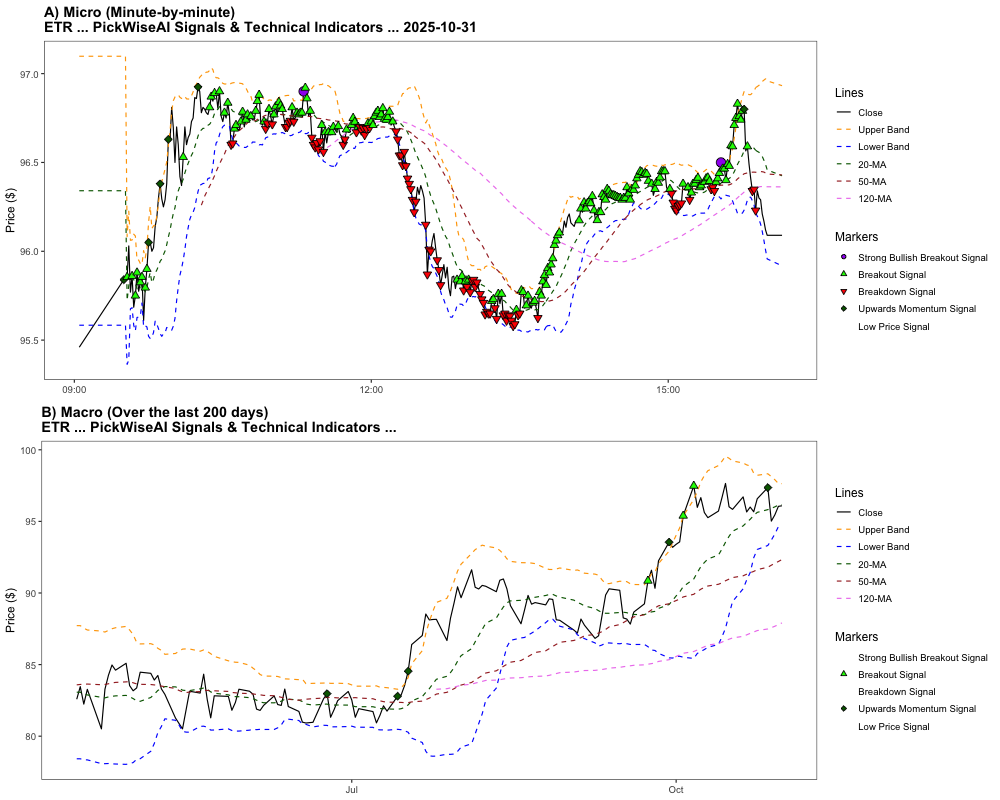 A) Micro (Minute-by-minute)
ETR ... PickWiseAI Signals & Technical Indicators ... 2025-10-31
Price ($)
97.0
96.5
96.0
95.5
09:00
12:00
15:00
Lines
Close
Upper Band
Lower Band
20-MA
50-MA
120-MA
Markers
Strong Bullish Breakout Signal
Breakout Signal
Breakdown Signal
Upwards Momentum Signal
Low Price Signal
B) Macro (Over the last 200 days)
ETR ... PickWiseAI Signals & Technical Indicators ...
Price ($)
100
95
90
85
80
Jul
Oct
Lines
Close
Upper Band
Lower Band
20-MA
50-MA
120-MA
Markers
Strong Bullish Breakout Signal
Breakout Signal
Breakdown Signal
Upwards Momentum Signal
Low Price Signal